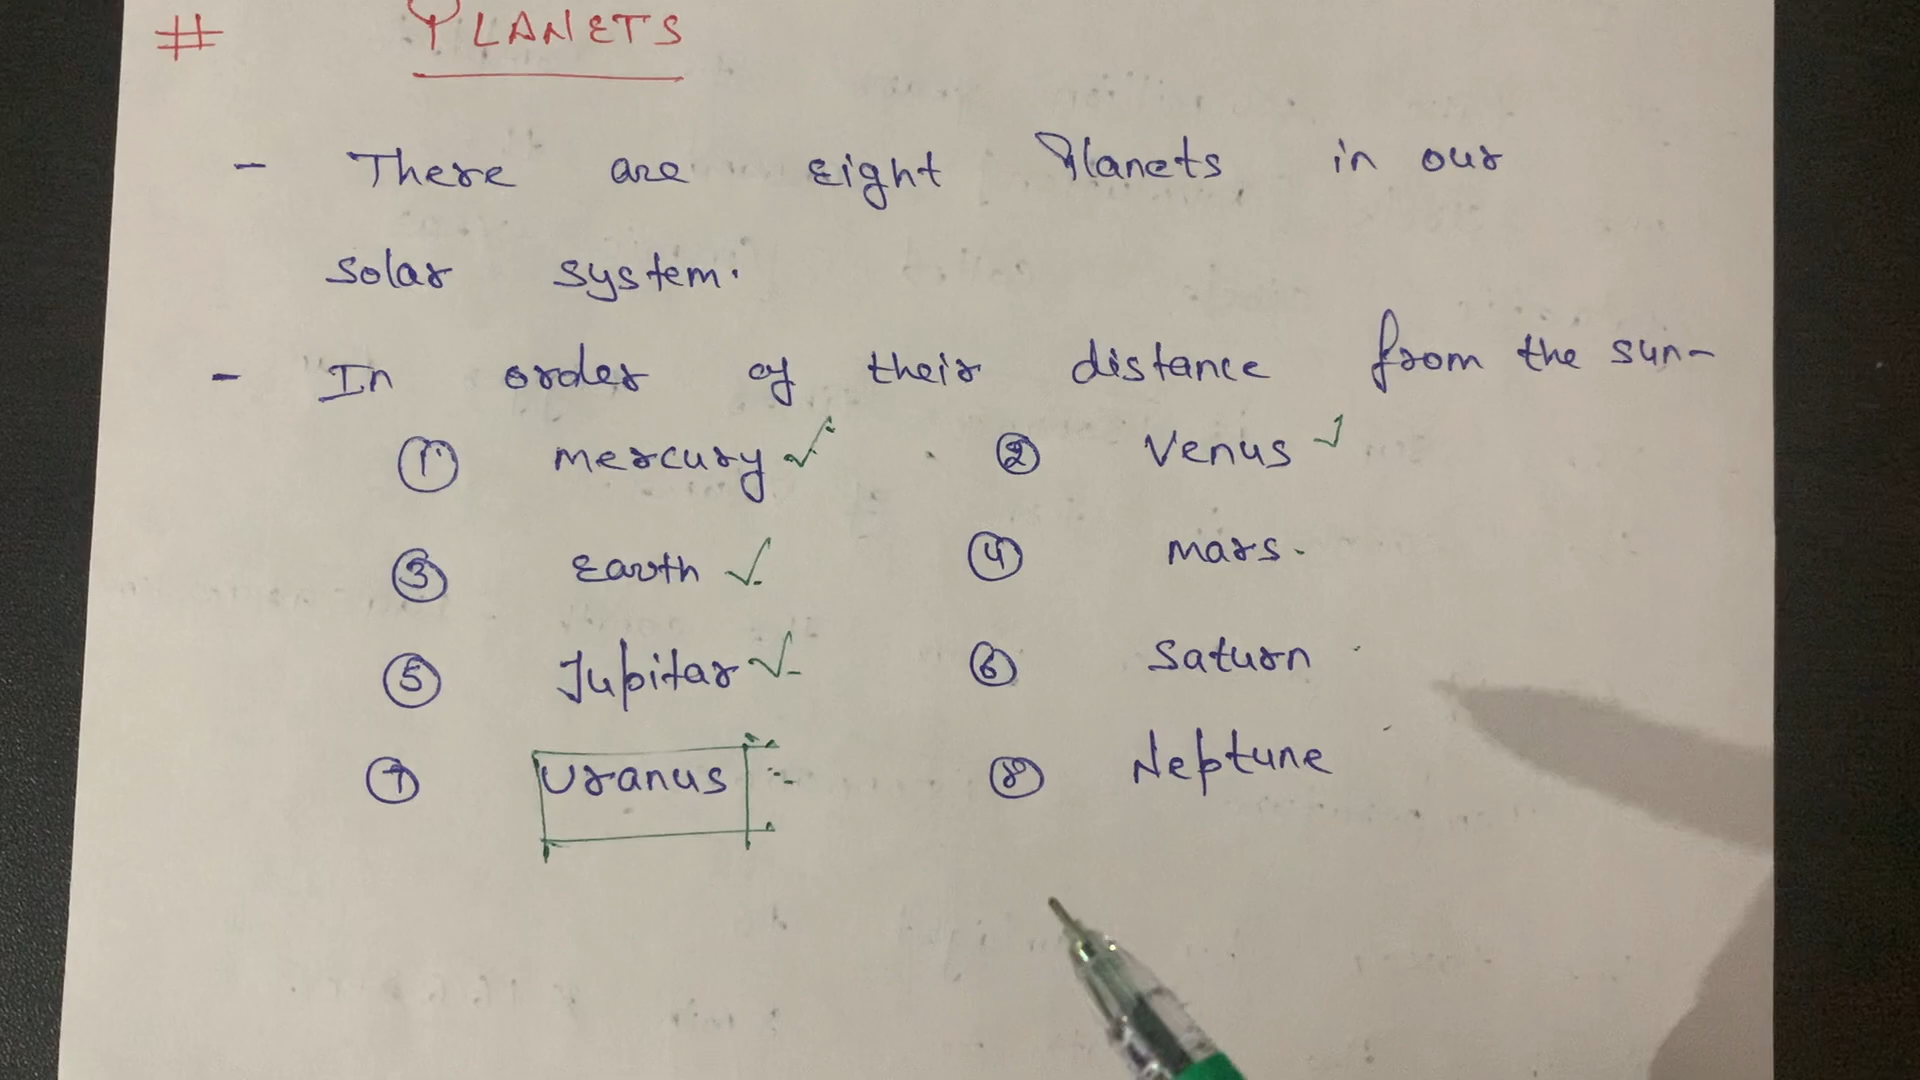 # PLANETS
- There are Eight Planets in our
solar system.
- In order of their distance from the sun-
① mercury ✓ ② Venus ✓
③ Earth ✓ ④ mars.
⑤ Jupitar ✓ ⑥ Saturn
⑦ Uranus ⑧ Neptune